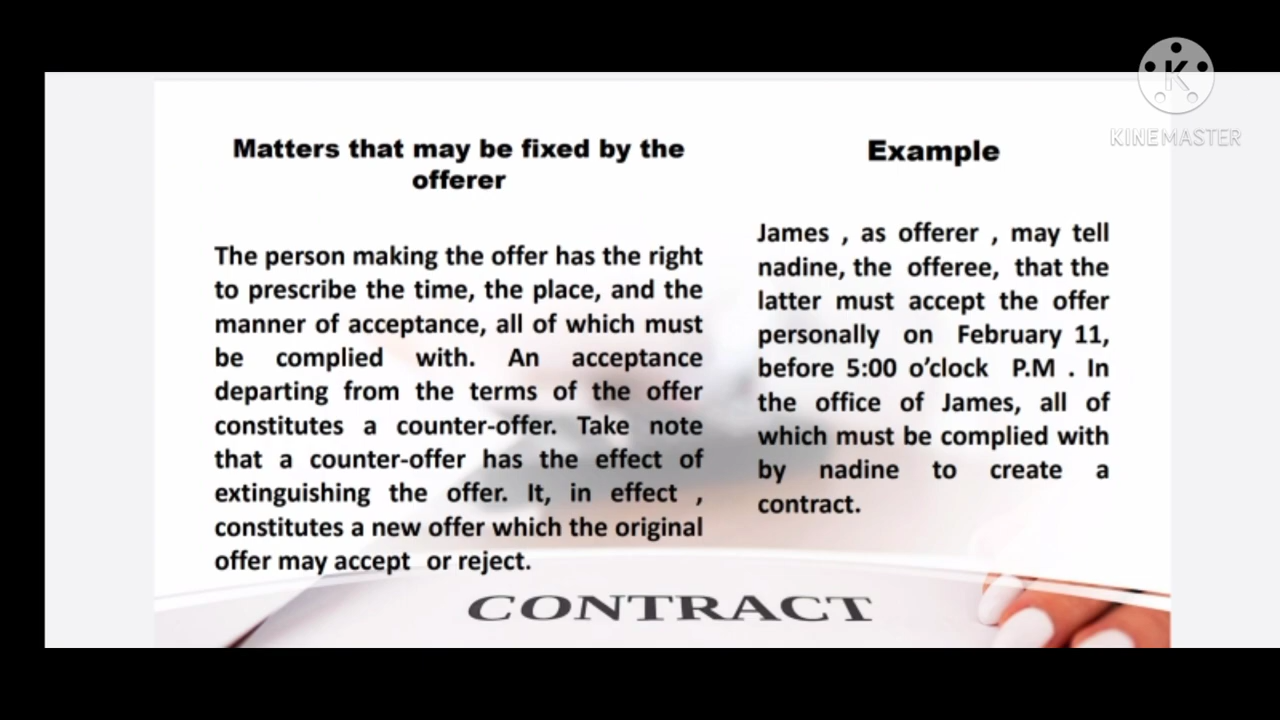 KINEMASTER
Matters that may be fixed by the
offerer
The person making the offer has the right
to prescribe the time, the place, and the
manner of acceptance, all of which must
be complied with. An acceptance
departing from the terms of the offer
constitutes a counter-offer. Take note
that a counter-offer has the effect of
extinguishing the offer. It, in effect ,
constitutes a new offer which the original
offer may accept or reject.
Example
James , as offerer , may tell
nadine, the offeree, that the
latter must accept the offer
personally on February 11,
before 5:00 o’clock P.M . In
the office of James, all of
which must be complied with
by nadine to create a
contract.
CONTRACT